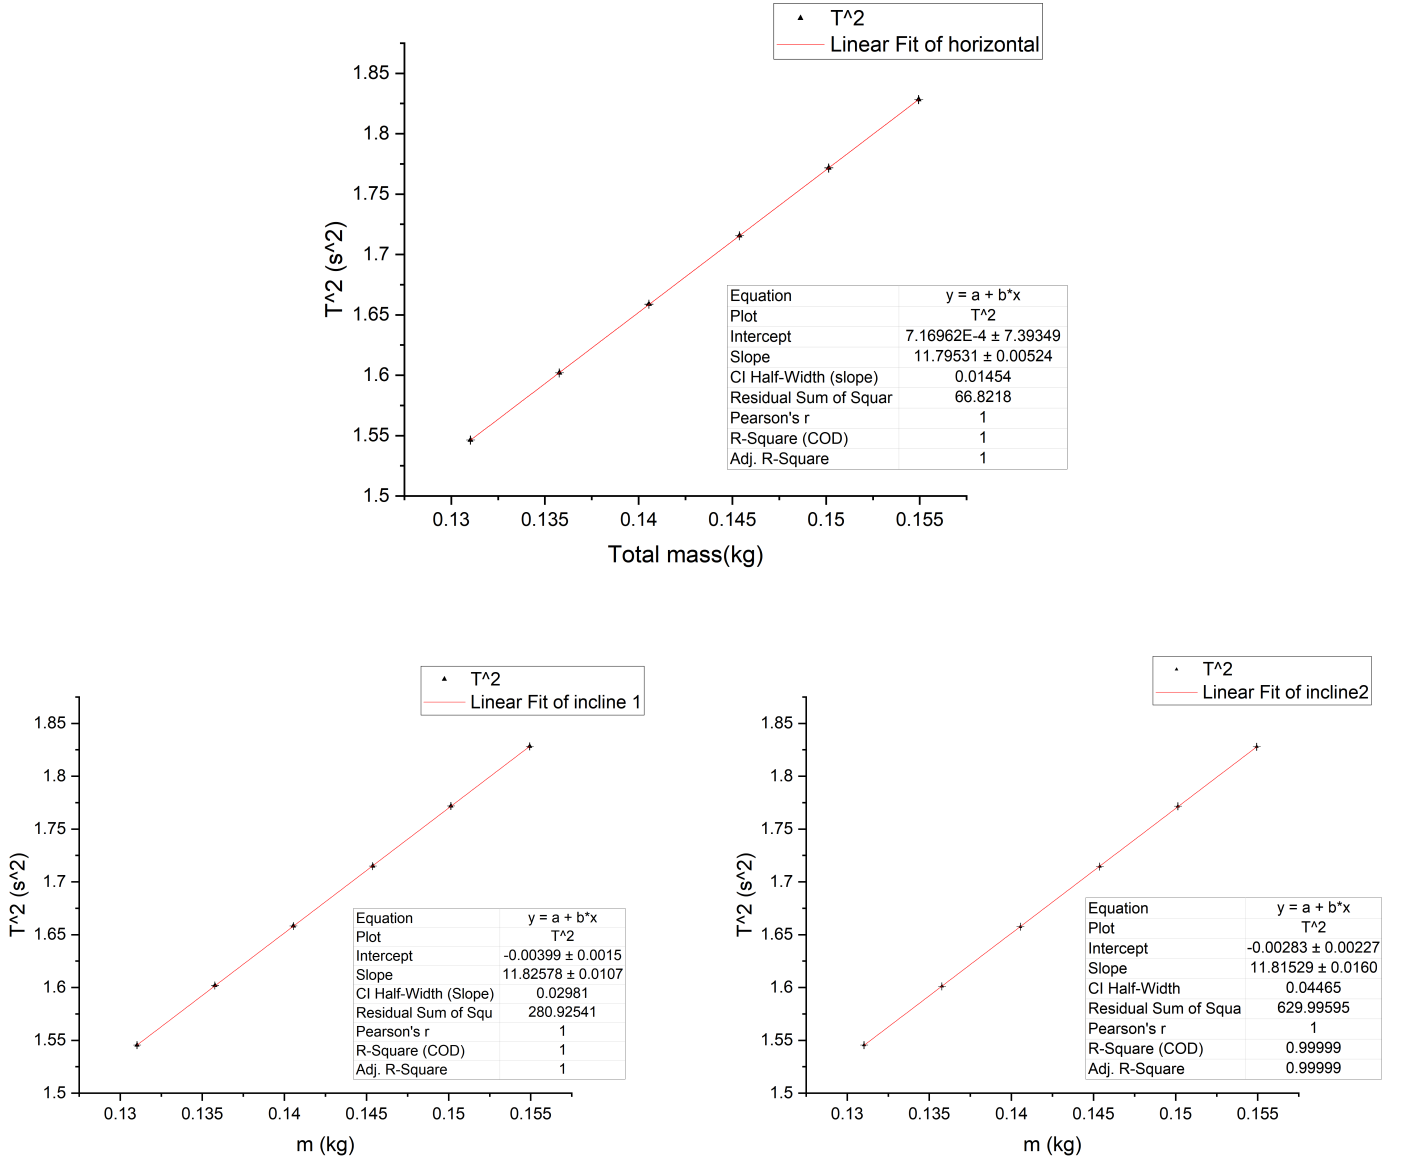 T^2
Linear Fit of horizontal
1.85
1.8
1.75
1.7
1.65
1.6
1.55
1.5
T^2 (s^2)
Equation y = a + b*x
Plot T^2
Intercept 7.16962E-4 ± 7.39349
Slope 11.79531 ± 0.00524
CI Half-Width (slope) 0.01454
Residual Sum of Squar 66.8218
Pearson's r 1
R-Square (COD) 1
Adj. R-Square 1
0.13 0.135 0.14 0.145 0.15 0.155
Total mass(kg)
T^2
Linear Fit of incline 1
1.85
1.8
1.75
1.7
1.65
1.6
1.55
1.5
T^2 (s^2)
Equation y = a + b*x
Plot T^2
Intercept -0.00399 ± 0.0015
Slope 11.82578 ± 0.0107
CI Half-Width (Slope) 0.02981
Residual Sum of Squ 280.92541
Pearson's r 1
R-Square (COD) 1
Adj. R-Square 1
0.13 0.135 0.14 0.145 0.15 0.155
m (kg)
T^2
Linear Fit of incline2
1.85
1.8
1.75
1.7
1.65
1.6
1.55
1.5
T^2 (s^2)
Equation y = a + b*x
Plot T^2
Intercept -0.00283 ± 0.00227
Slope 11.81529 ± 0.0160
CI Half-Width 0.04465
Residual Sum of Squa 629.99595
Pearson's r 1
R-Square (COD) 0.99999
Adj. R-Square 0.99999
0.13 0.135 0.14 0.145 0.15 0.155
m (kg)